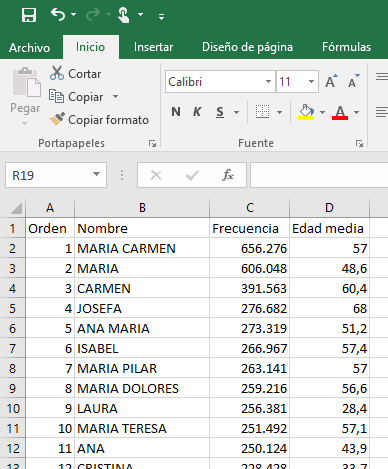 Archivo Inicio Insertar Diseño de página Fórmulas
Cortar
Pegar Copiar
Copiar formato
Calibri 11 A A
N K S A
Portapapeles Fuente
R19 fx
A B C D
1 Orden Nombre Frecuencia Edad media
2 1 MARIA CARMEN 656.276 57
3 2 MARIA 606.048 48,6
4 3 CARMEN 391.563 60,4
5 4 JOSEFA 276.682 68
6 5 ANA MARIA 273.319 51,2
7 6 ISABEL 266.967 57,4
8 7 MARIA PILAR 263.141 57
9 8 MARIA DOLORES 259.216 56,6
10 9 LAURA 256.381 28,4
11 10 MARIA TERESA 251.492 57,1
12 11 ANA 250.124 43,9
13 12 CRISTINA 228.428 33,7